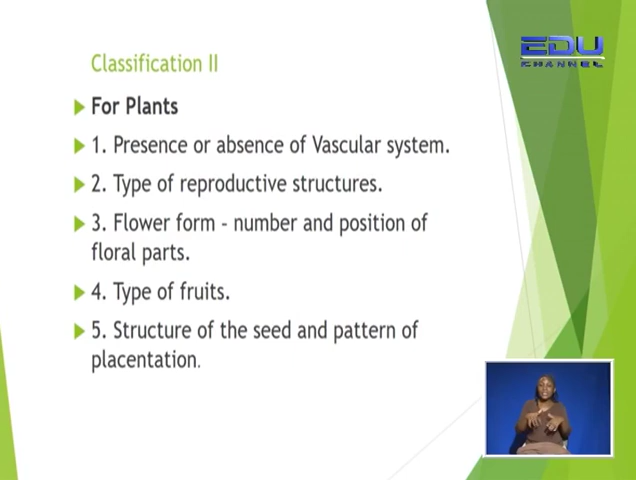 Classification II
EDU
CHANNEL
For Plants
1. Presence or absence of Vascular system.
2. Type of reproductive structures.
3. Flower form - number and position of
floral parts.
4. Type of fruits.
5. Structure of the seed and pattern of
placentation.